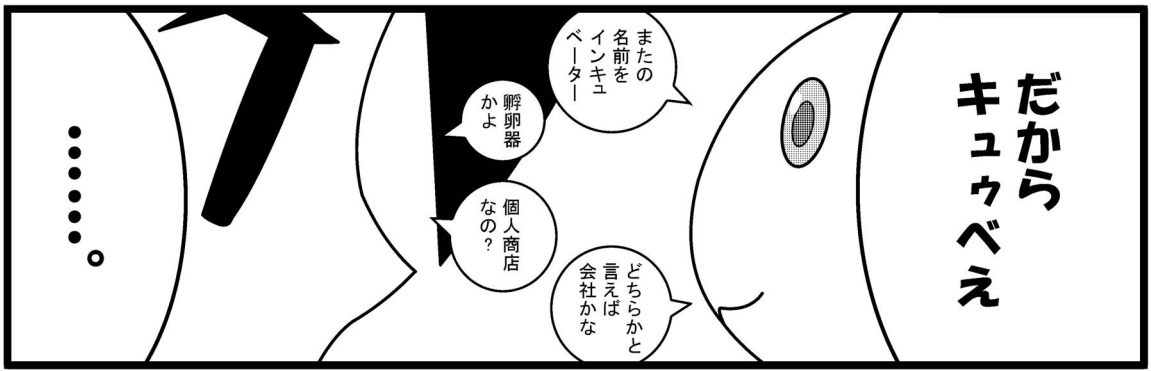 だから
キュゥべえ
またの
名前を
インキュ
ベーター
孵卵器
かよ
個人商店
なの?
どちらかと
言えば
会社かな
●●●●●●。